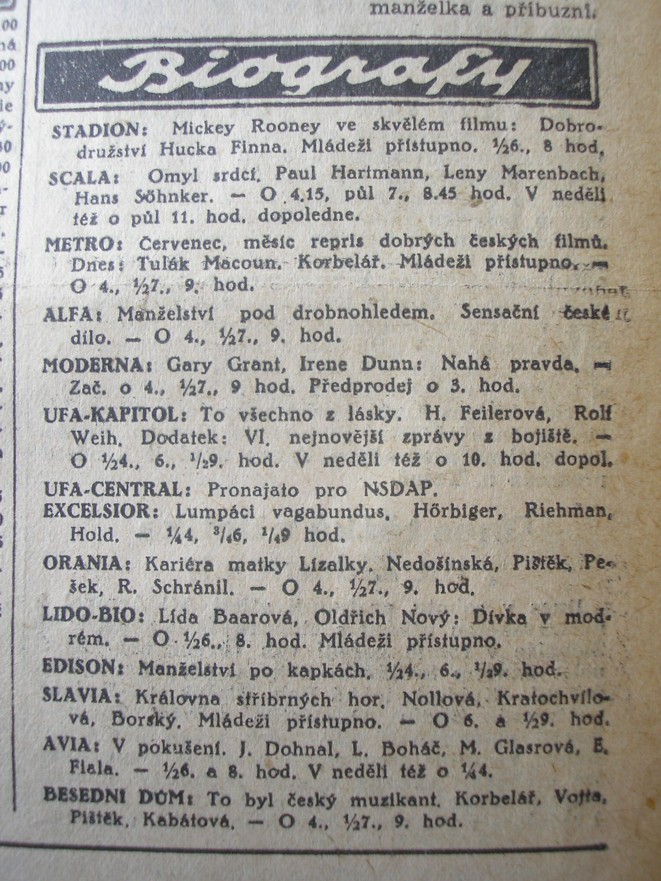 manželka a příbuzní.
Biografy
STADION: Mickey Rooney ve skvělém filmu: Dobro-
družství Hucka Finna. Mládeži přístupno. ½6., 8 hod.
SCALA: Omyl srdcí, Paul Hartmann, Leny Marenbach,
Hans Söhnker. — O 4.15, půl 7., 8.45 hod. V neděli
též o půl 11. hod. dopoledne.
METRO: Červenec, měsíc repris dobrých českých filmů.
Dnes: Tulák Macoun. Korbelář. Mládeži přístupno. —
O 4., ½7., 9. hod.
ALFA: Manželství pod drobnohledem. Sensační české
dílo. — O 4., ½7., 9. hod.
MODERNA: Gary Grant, Irene Dunn: Nahá pravda. —
Zač. o 4., ½7., 9 hod. Předprodej o 3. hod.
UFA-KAPITOL: To všechno z lásky. H. Feilerová, Rolf
Weih. Dodatek: VI. nejnovější zprávy z bojiště. —
O ½4., 6., ½9. hod. V neděli též o 10. hod. dopol.
UFA-CENTRAL: Pronajato pro NSDAP.
EXCELSIOR: Lumpáci vagabundus. Hörbiger, Riehman,
Hold. — ¼4, ¾6, ¼9 hod.
ORANIA: Kariéra matky Lízalky. Nedošínská, Pištěk, Pe-
šek, R. Schránil. — O 4., ½7., 9. hod.
LIDO-BIO: Lída Baarová, Oldřich Nový: Dívka v mod-
rém. — O ½6., 8. hod. Mládeži přístupno.
EDISON: Manželství po kapkách. ½4., 6., ½9. hod.
SLAVIA: Královna stříbrných hor. Nollová, Kratochvílo-
vá, Borský. Mládeži přístupno. — O 6. a ½9. hod.
AVIA: V pokušení. J. Dohnal, L. Boháč, M. Glasrová, E.
Fiala. — ½6. a 8. hod. V neděli též o ¼4.
BESEDNI DŮM: To byl český muzikant. Korbelář, Vojta,
Pištěk, Kabátová. — O 4., ½7., 9. hod.